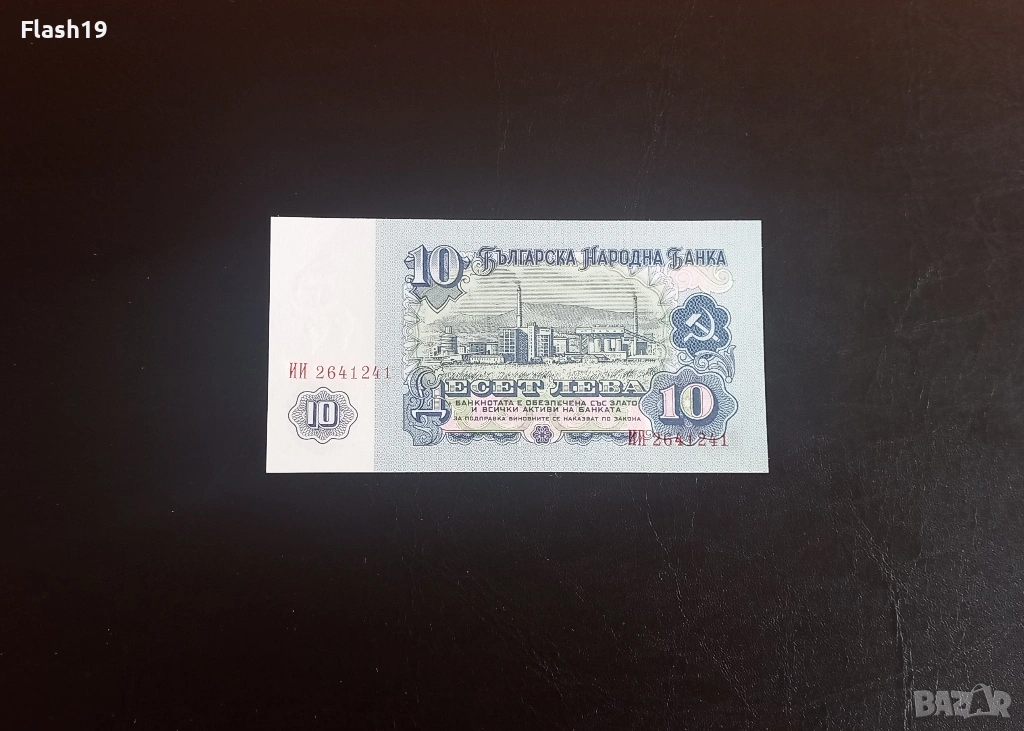 Flash19
10 БЪЛГАРСКА НАРОДНА БАНКА
ИИ 2641241
ДЕСЕТ ЛЕВА
БАНКНОТАТА Е ОБЕЗПЕЧЕНА СЪС ЗЛАТО
И ВСИЧКИ АКТИВИ НА БАНКАТА
ЗА ПОДПРАВКА ВИНОВНИТЕ СЕ НАКАЗВАТ ПО ЗАКОНА
10
10
ИИ 2641241
BAZAR